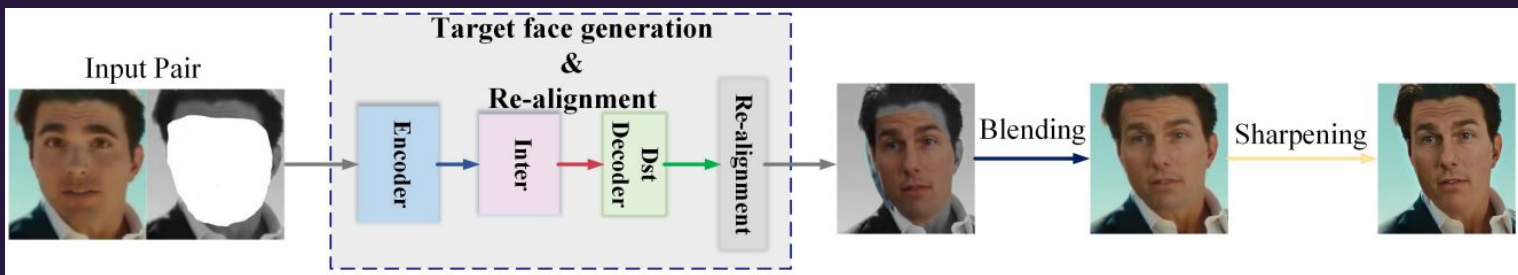 Target face generation
&
Re-alignment
Input Pair
Encoder
Inter
Dst
Decoder
Re-alignment
Blending
Sharpening